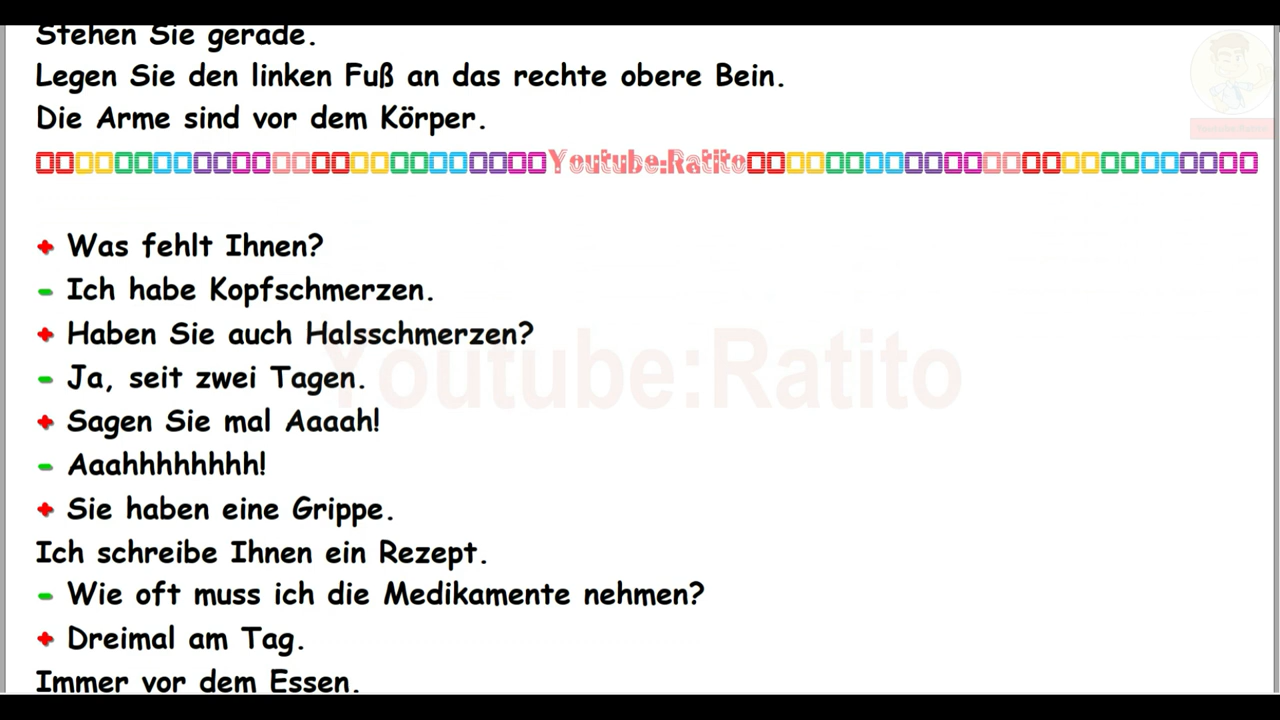 Stehen Sie gerade.
Legen Sie den linken Fuß an das rechte obere Bein.
Die Arme sind vor dem Körper.
Youtube:Ratito
+ Was fehlt Ihnen?
- Ich habe Kopfschmerzen.
+ Haben Sie auch Halsschmerzen?
Youtube:Ratito
- Ja, seit zwei Tagen.
+ Sagen Sie mal Aaaah!
- Aaahhhhhhhh!
+ Sie haben eine Grippe.
Ich schreibe Ihnen ein Rezept.
- Wie oft muss ich die Medikamente nehmen?
+ Dreimal am Tag.
Immer vor dem Essen.